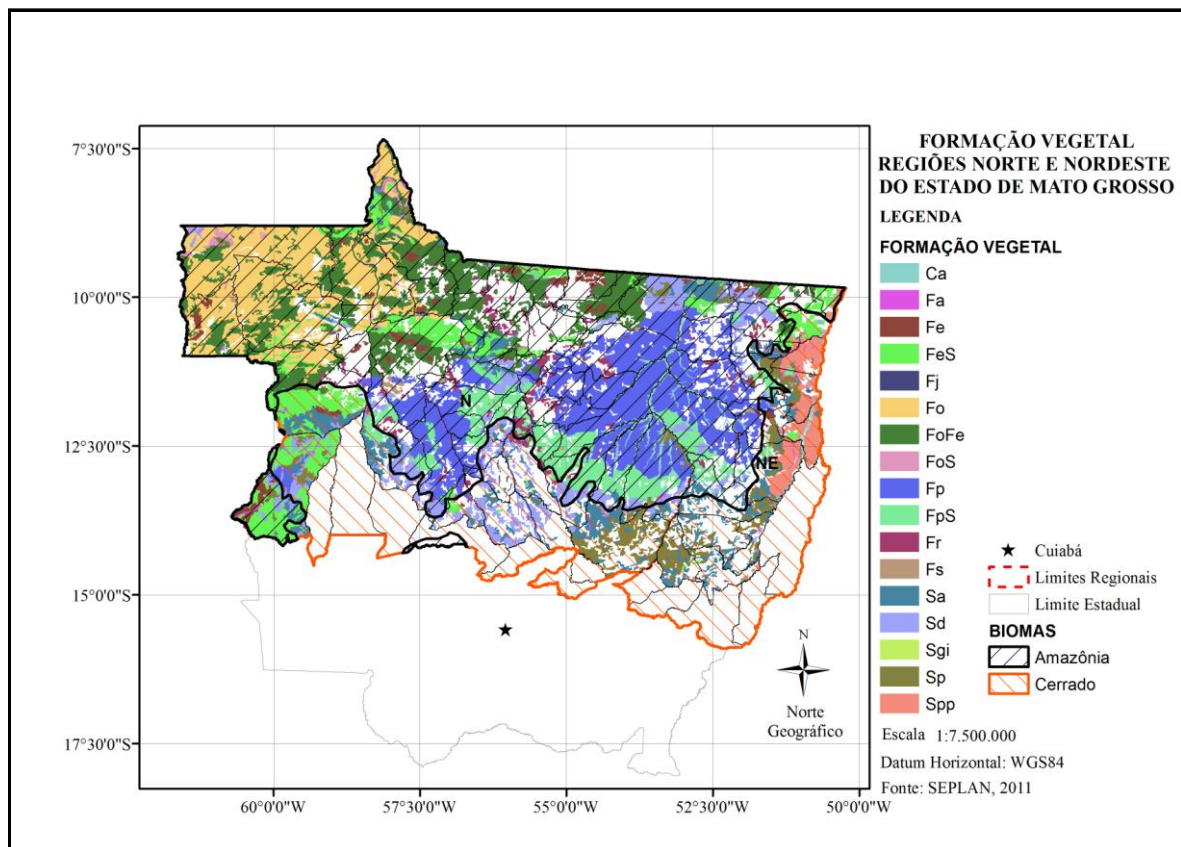 FORMAÇÃO VEGETAL
REGIÕES NORTE E NORDESTE
DO ESTADO DE MATO GROSSO
LEGENDA
FORMAÇÃO VEGETAL
Ca
Fa
Fe
FeS
Fj
Fo
FoFe
FoS
Fp
FpS
Fr
Fs
Sa
Sd
Sgi
Sp
Spp
Cuiabá
Limites Regionais
Limite Estadual
BIOMAS
Amazônia
Cerrado
Escala 1:7.500.000
Datum Horizontal: WGS84
Fonte: SEPLAN, 2011
N
Norte
Geográfico
N
NE
7°30'0"S
10°0'0"S
12°30'0"S
15°0'0"S
17°30'0"S
60°0'0"W
57°30'0"W
55°0'0"W
52°30'0"W
50°0'0"W